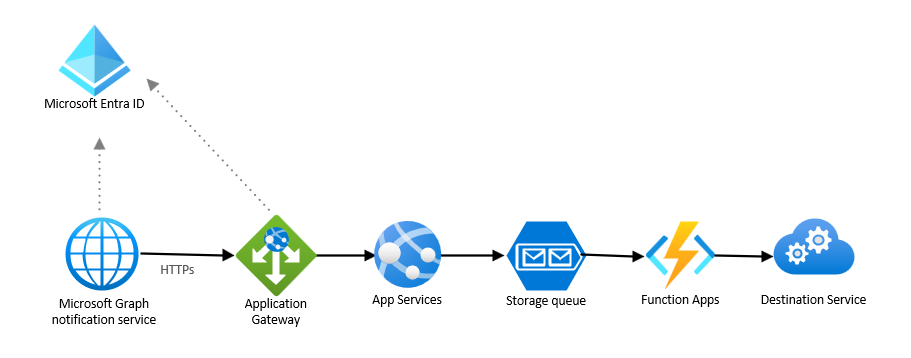 Microsoft Entra ID
HTTPs
Microsoft Graph
notification service
Application
Gateway
App Services
Storage queue
Function Apps
Destination Service